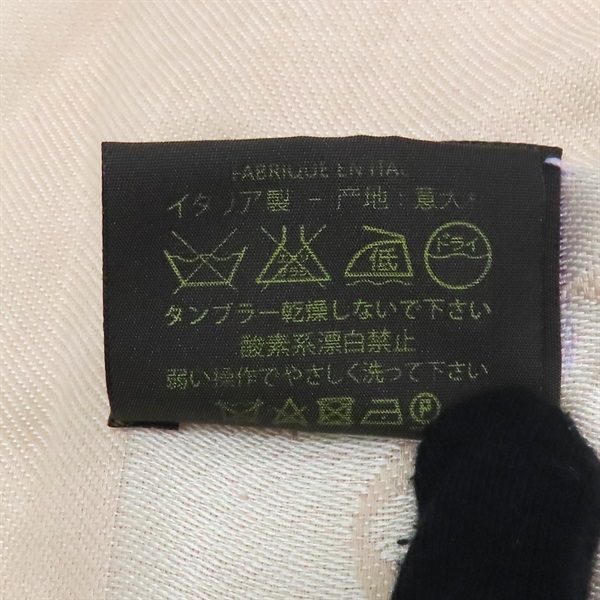 FABRIQUE EN
イタリア製 - 産地:意大
低 ドライ
タンブラー乾燥しないで下さい
酸素系漂白禁止
弱い操作でやさしく洗って下さい
P